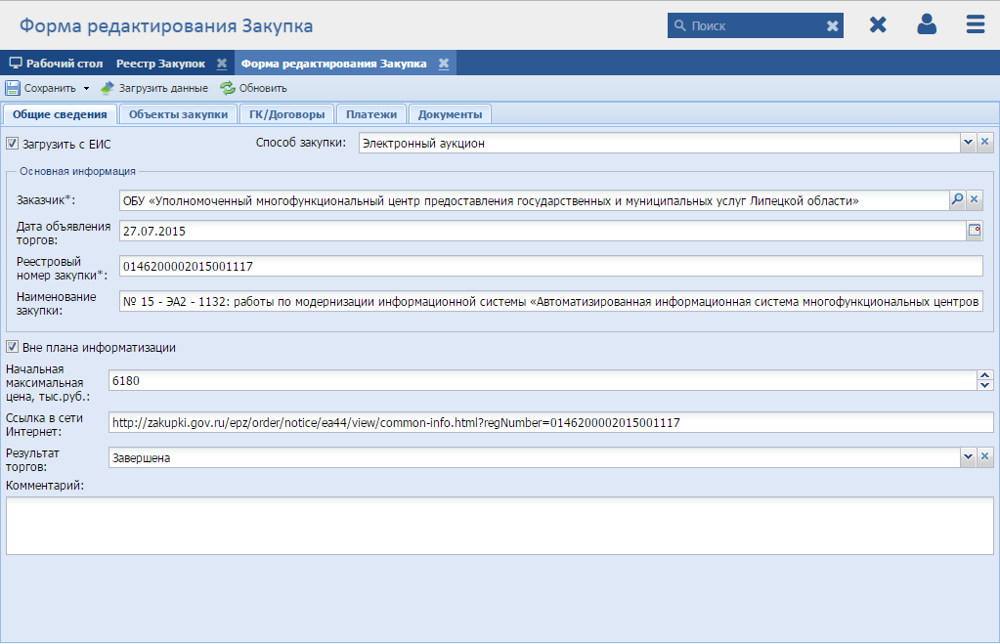 Форма редактирования Закупка
Поиск
Рабочий стол Реестр Закупок Форма редактирования Закупка
Сохранить Загрузить данные Обновить
Общие сведения Объекты закупки ГК/Договоры Платежи Документы
Загрузить с ЕИС Способ закупки: Электронный аукцион
Основная информация
Заказчик*: ОБУ «Уполномоченный многофункциональный центр предоставления государственных и муниципальных услуг Липецкой области»
Дата объявления
торгов: 27.07.2015
Реестровый
номер закупки*: 0146200002015001117
Наименование
закупки: № 15 - ЭА2 - 1132: работы по модернизации информационной системы «Автоматизированная информационная система многофункциональных центров
Вне плана информатизации
Начальная
максимальная
цена, тыс.руб.: 6180
Ссылка в сети
Интернет: http://zakupki.gov.ru/epz/order/notice/ea44/view/common-info.html?regNumber=0146200002015001117
Результат
торгов: Завершена
Комментарий: